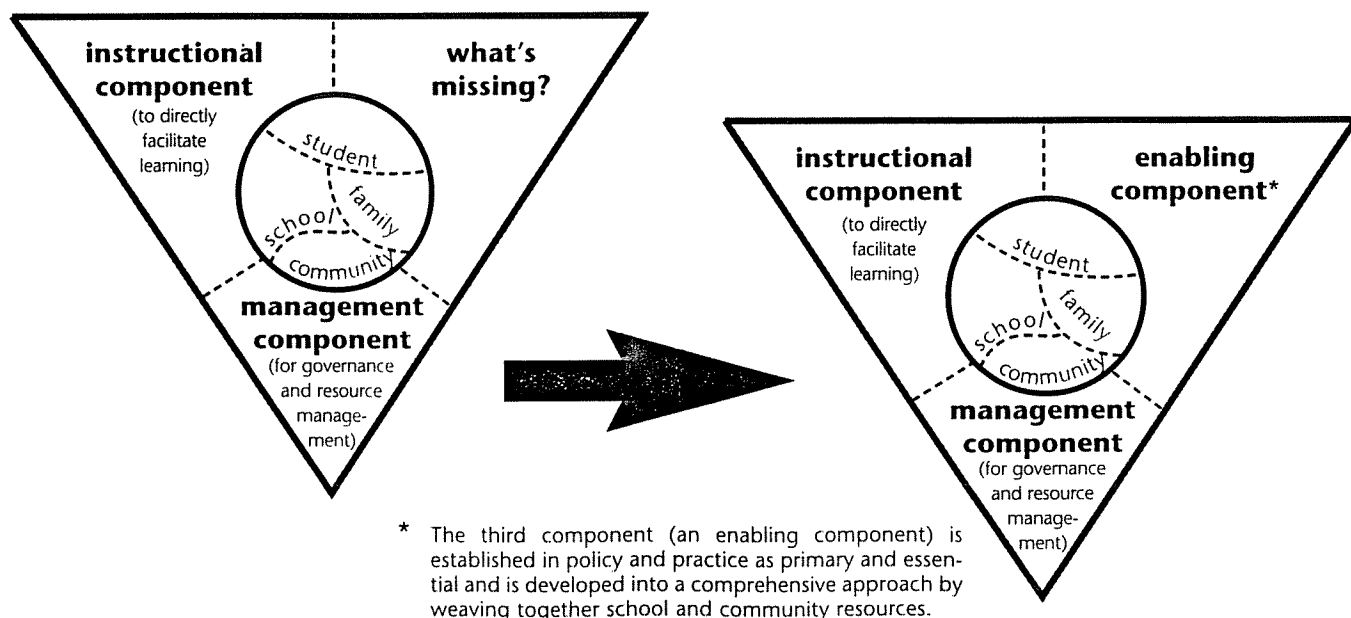 instructional
component
(to directly
facilitate
learning)
what's
missing?
student
family
school
community
management
component
(for governance
and resource
manage-
ment)
instructional
component
(to directly
facilitate
learning)
enabling
component*
student
family
school
community
management
component
(for governance
and resource
manage-
ment)
* The third component (an enabling component) is
established in policy and practice as primary and essen-
tial and is developed into a comprehensive approach by
weaving together school and community resources.